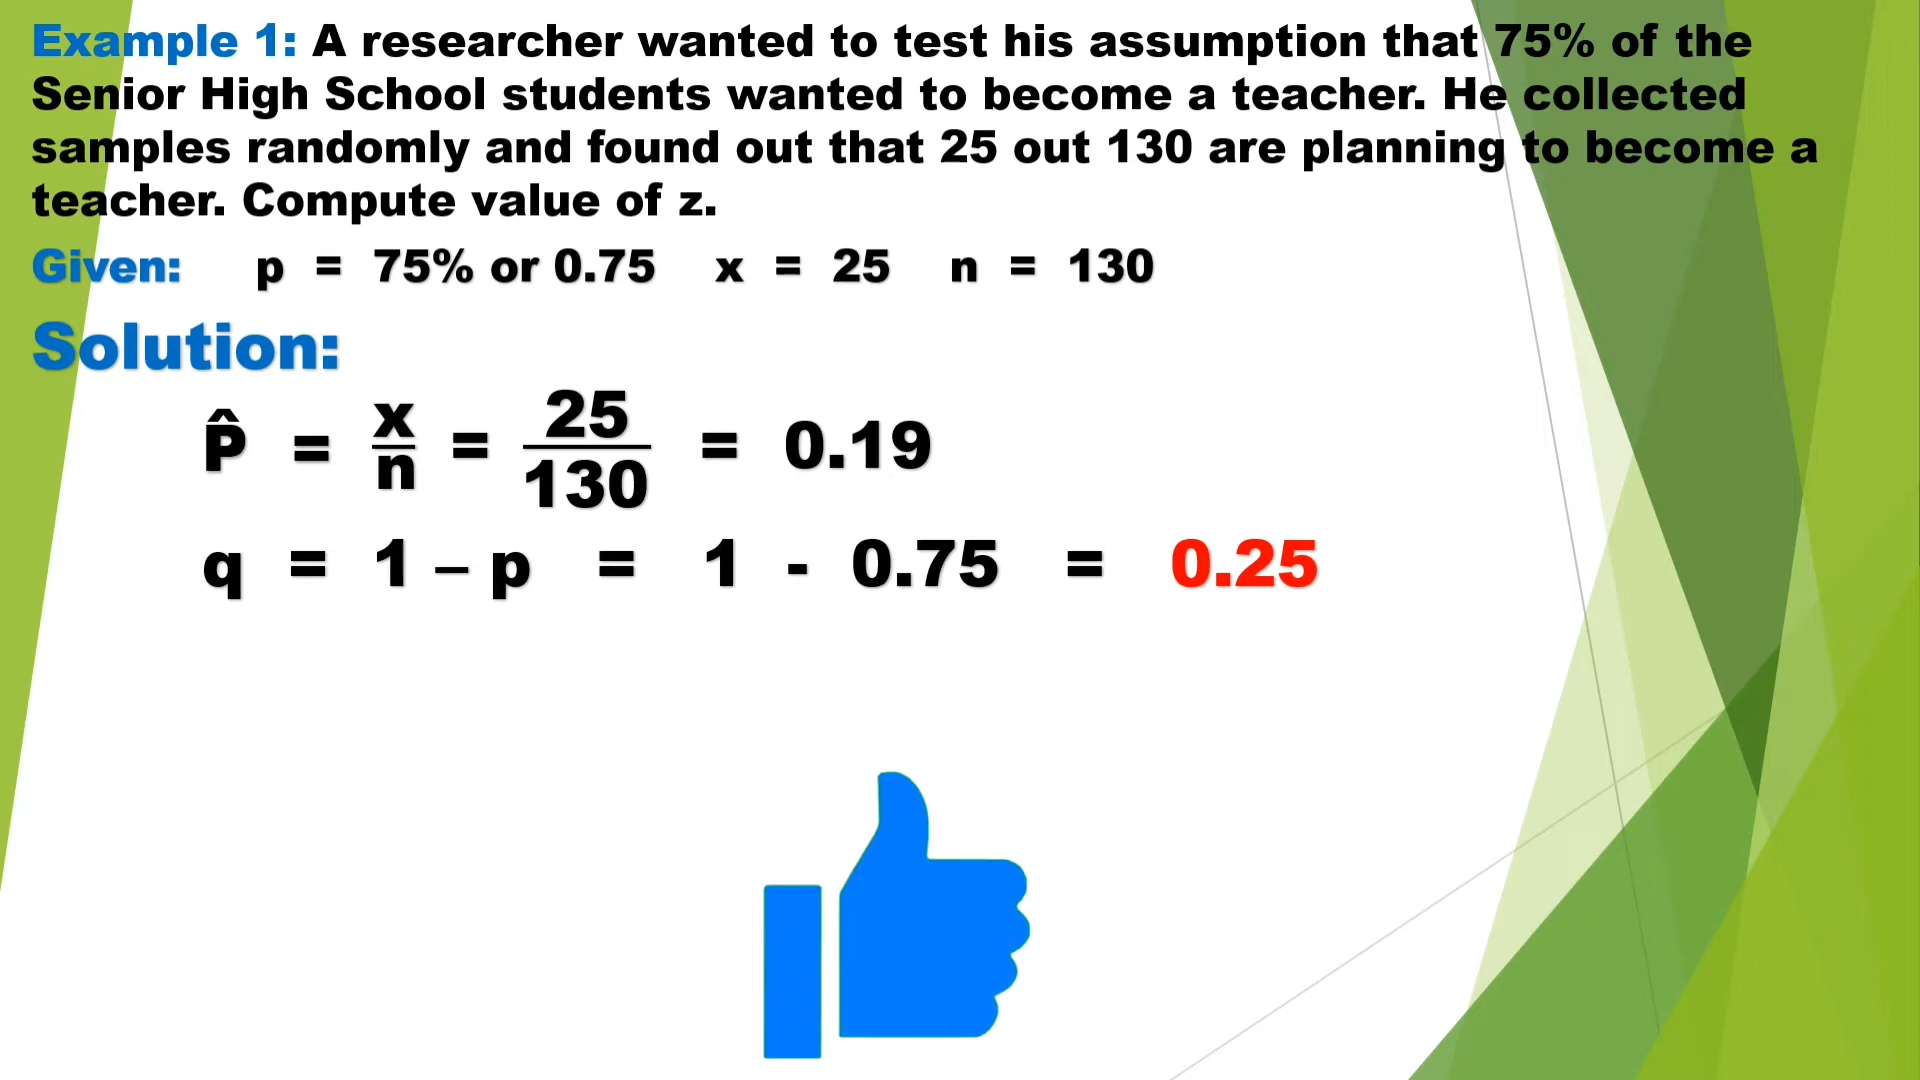 Example 1: A researcher wanted to test his assumption that 75% of the
Senior High School students wanted to become a teacher. He collected
samples randomly and found out that 25 out 130 are planning to become a
teacher. Compute value of z.
Given: p = 75% or 0.75 x = 25 n = 130
Solution:
P̂ = x/n = 25/130 = 0.19
q = 1 – p = 1 - 0.75 = 0.25